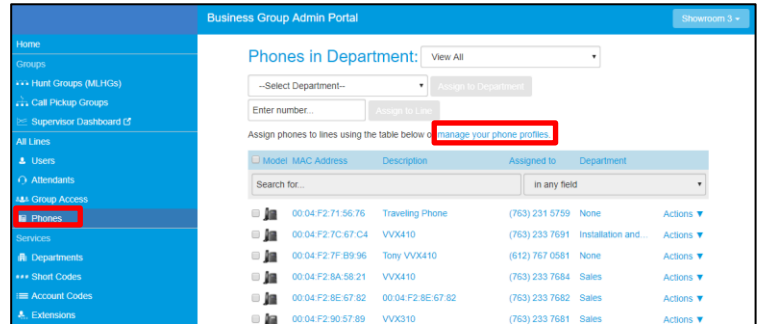 Business Group Admin Portal
Showroom 3
Home
Groups
Hunt Groups (MLHGs)
Call Pickup Groups
Supervisor Dashboard
All Lines
Users
Attendants
Group Access
Phones
Services
Departments
Short Codes
Account Codes
Extensions
Phones in Department: View All
--Select Department-- Assign to Department
Enter number... Assign to Line
Assign phones to lines using the table below or manage your phone profiles.
Model MAC Address Description Assigned to Department
Search for... in any field
00:04:F2:71:56:76 Traveling Phone (763) 231 5759 None Actions ▼
00:04:F2:7C:67:C4 VVX410 (763) 233 7691 Installation and... Actions ▼
00:04:F2:7F:B9:96 Tony VVX410 (612) 767 0581 None Actions ▼
00:04:F2:8A:58:21 VVX410 (763) 233 7684 Sales Actions ▼
00:04:F2:8E:67:82 00:04:F2:8E:67:82 (763) 233 7682 Sales Actions ▼
00:04:F2:90:57:89 VVX310 (763) 233 7681 Sales Actions ▼